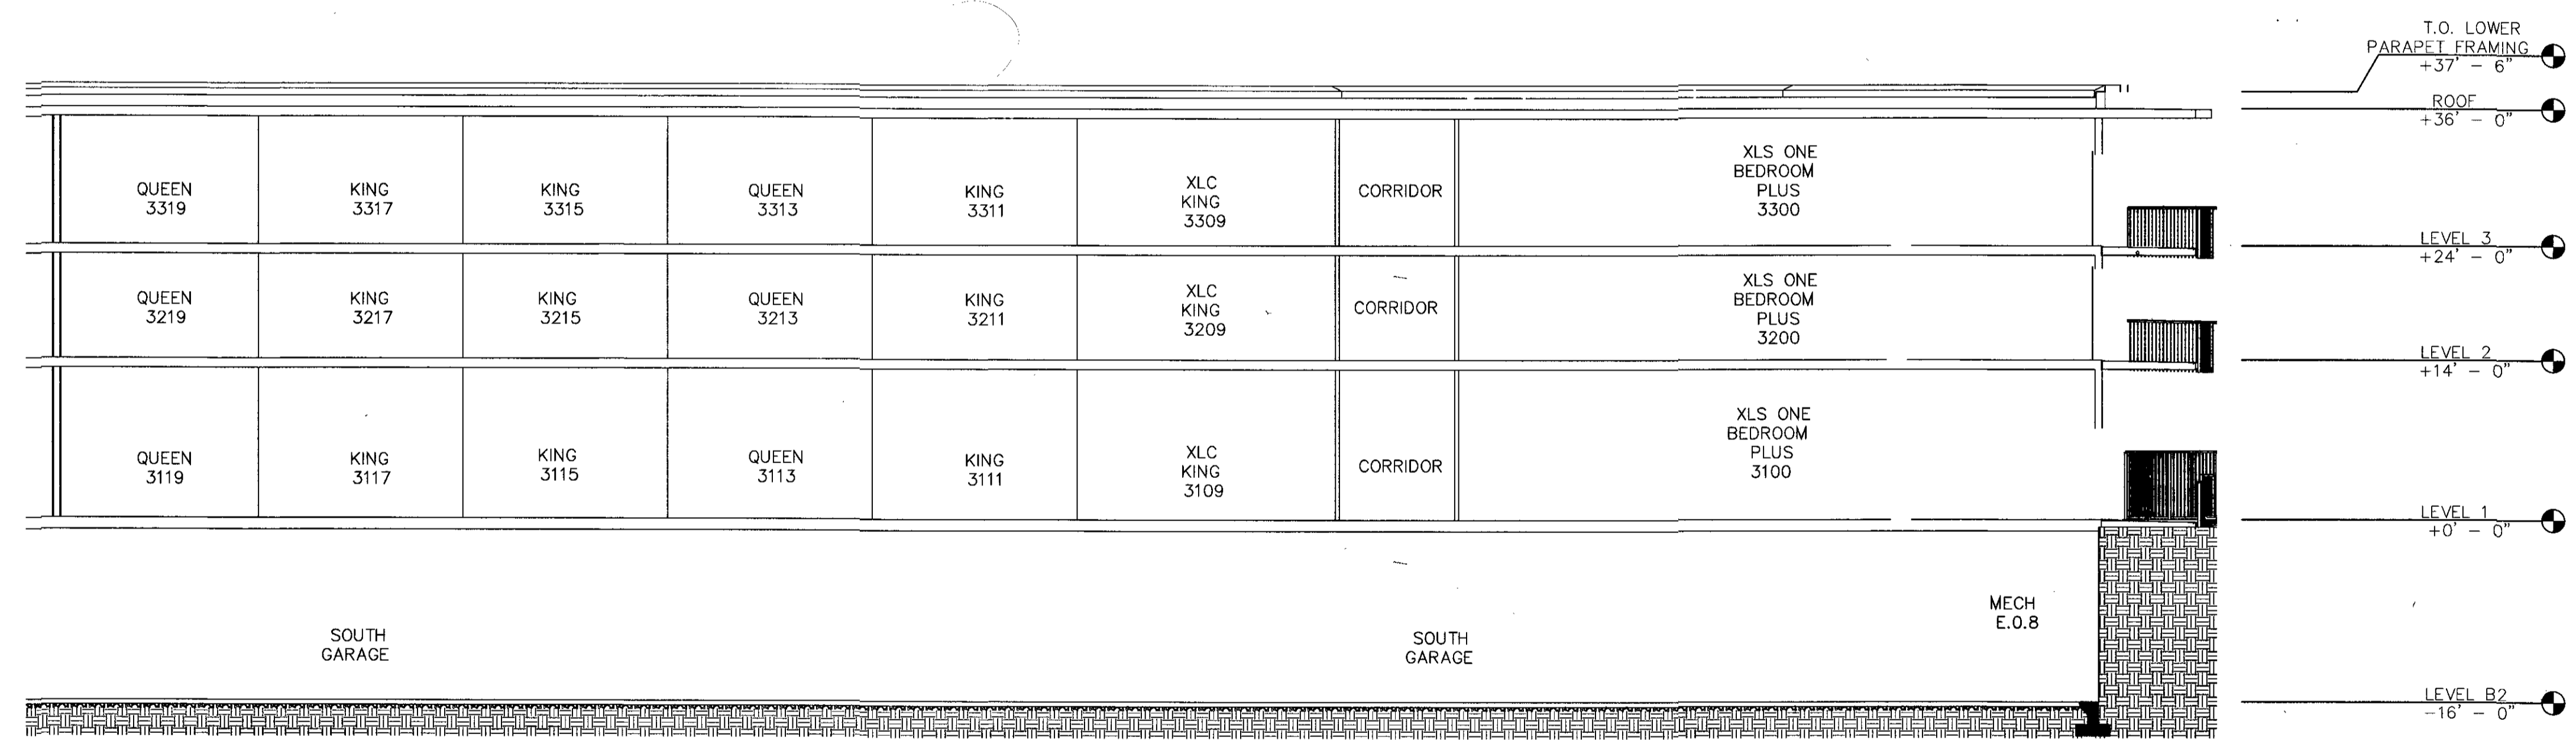 T.O. LOWER
PARAPET FRAMING
+37' - 6"
ROOF
+36' - 0"
QUEEN
3319
KING
3317
KING
3315
QUEEN
3313
KING
3311
XLC
KING
3309
CORRIDOR
XLS ONE
BEDROOM
PLUS
3300
LEVEL 3
+24' - 0"
QUEEN
3219
KING
3217
KING
3215
QUEEN
3213
KING
3211
XLC
KING
3209
CORRIDOR
XLS ONE
BEDROOM
PLUS
3200
LEVEL 2
+14' - 0"
QUEEN
3119
KING
3117
KING
3115
QUEEN
3113
KING
3111
XLC
KING
3109
CORRIDOR
XLS ONE
BEDROOM
PLUS
3100
LEVEL 1
+0' - 0"
SOUTH
GARAGE
SOUTH
GARAGE
MECH
E.0.8
LEVEL B2
-16' - 0"